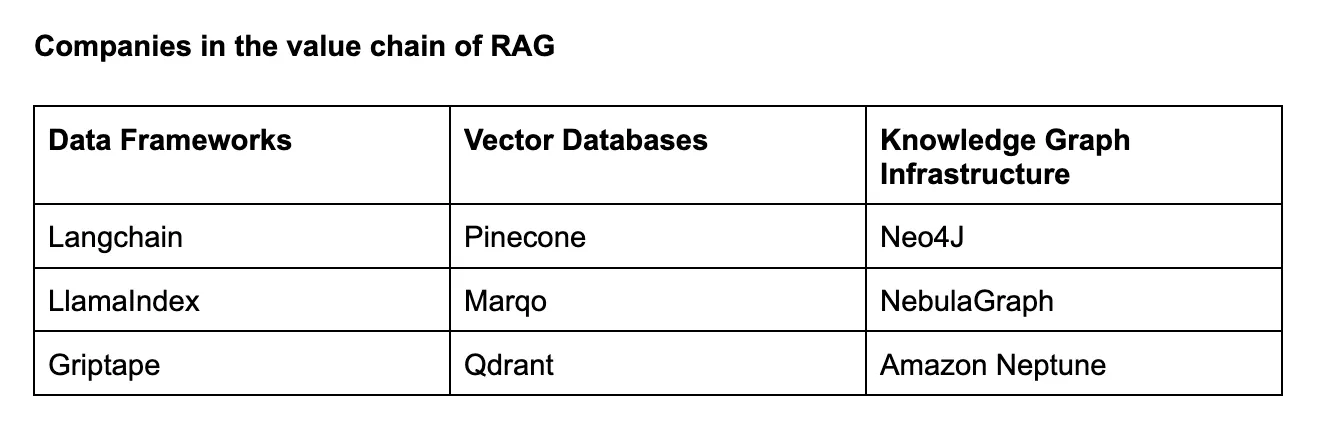 Companies in the value chain of RAG
Data Frameworks
Vector Databases
Knowledge Graph
Infrastructure
Langchain
Pinecone
Neo4J
LlamaIndex
Marqo
NebulaGraph
Griptape
Qdrant
Amazon Neptune